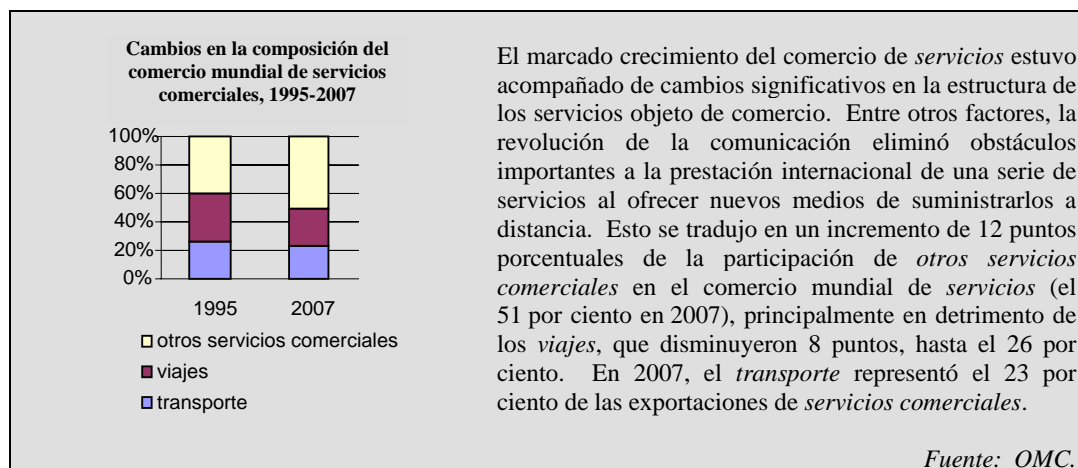 Cambios en la composición del
comercio mundial de servicios
comerciales, 1995-2007
100%
80%
60%
40%
20%
0%
1995 2007
otros servicios comerciales
viajes
transporte
El marcado crecimiento del comercio de servicios estuvo
acompañado de cambios significativos en la estructura de
los servicios objeto de comercio. Entre otros factores, la
revolución de la comunicación eliminó obstáculos
importantes a la prestación internacional de una serie de
servicios al ofrecer nuevos medios de suministrarlos a
distancia. Esto se tradujo en un incremento de 12 puntos
porcentuales de la participación de otros servicios
comerciales en el comercio mundial de servicios (el
51 por ciento en 2007), principalmente en detrimento de
los viajes, que disminuyeron 8 puntos, hasta el 26 por
ciento. En 2007, el transporte representó el 23 por
ciento de las exportaciones de servicios comerciales.
Fuente: OMC.